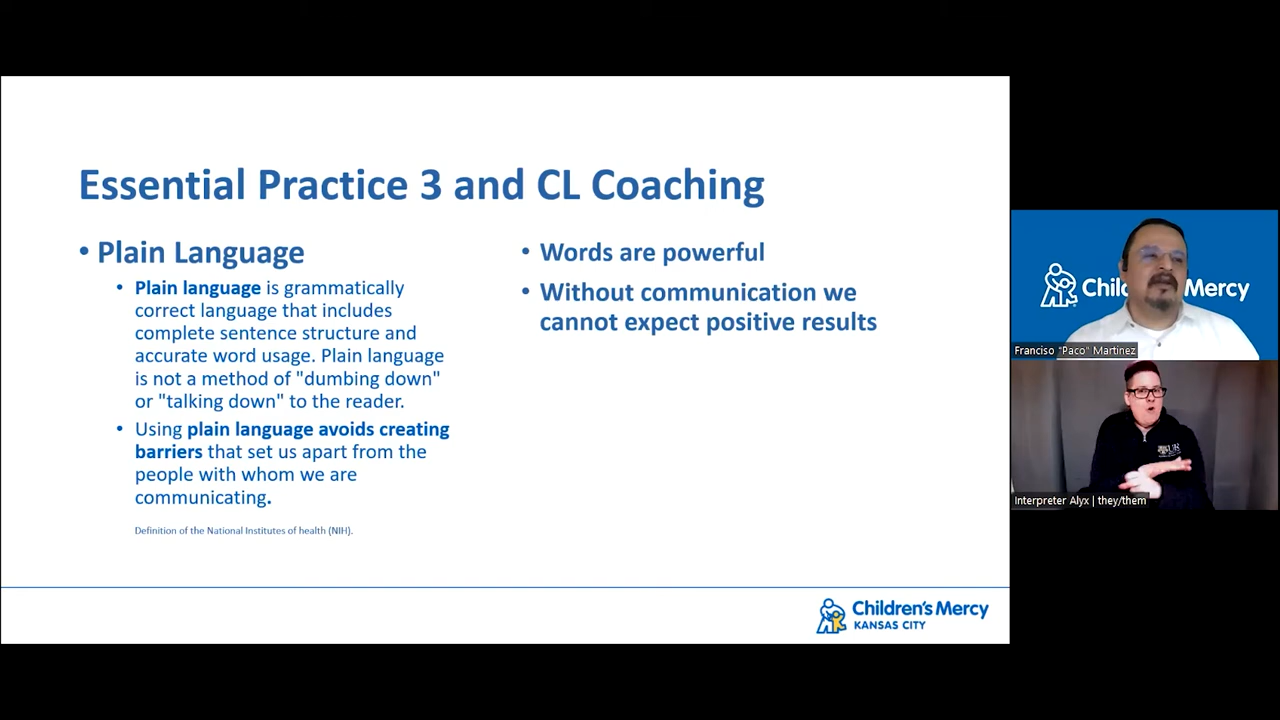 Essential Practice 3 and CL Coaching
• Plain Language
• Plain language is grammatically
correct language that includes
complete sentence structure and
accurate word usage. Plain language
is not a method of "dumbing down"
or "talking down" to the reader.
• Using plain language avoids creating
barriers that set us apart from the
people with whom we are
communicating.
Definition of the National Institutes of health (NIH).
• Words are powerful
• Without communication we
cannot expect positive results
Children's Mercy
KANSAS CITY
Mercy
Franciso "Paco" Martinez
Interpreter Alyx | they/them